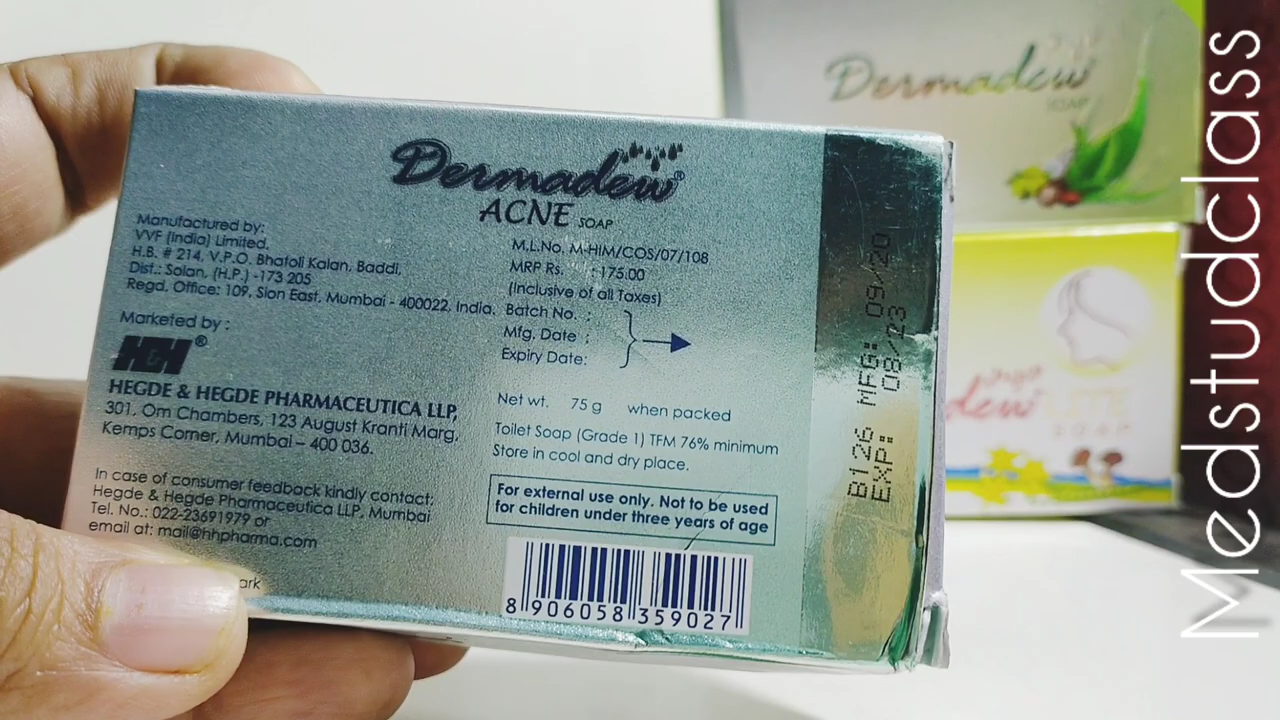 Dermadew®
ACNE SOAP
Manufactured by:
VVF (India) Limited,
H.B. # 214, V.P.O. Bhatoli Kalan, Baddi,
Dist.: Solan, (H.P.) -173 205
Regd. Office: 109, Sion East, Mumbai - 400022, India.
Marketed by :
H&H®
HEGDE & HEGDE PHARMACEUTICA LLP,
301, Om Chambers, 123 August Kranti Marg,
Kemps Corner, Mumbai – 400 036.
In case of consumer feedback kindly contact:
Hegde & Hegde Pharmaceutica LLP, Mumbai
Tel. No.: 022-23691979 or
email at: mail@hhpharma.com
ark
M.L.No. M-HIM/COS/07/108
MRP Rs. : 175.00
(Inclusive of all Taxes)
Batch No. :
Mfg. Date :
Expiry Date:
Net wt. 75 g when packed
Toilet Soap (Grade 1) TFM 76% minimum
Store in cool and dry place.
For external use only. Not to be used
for children under three years of age
8 906058 359027
B126 MFG: 09/20
EXP: 08/23
Dermadew
SOAP
dew LITE
SOAP
Medstudclass